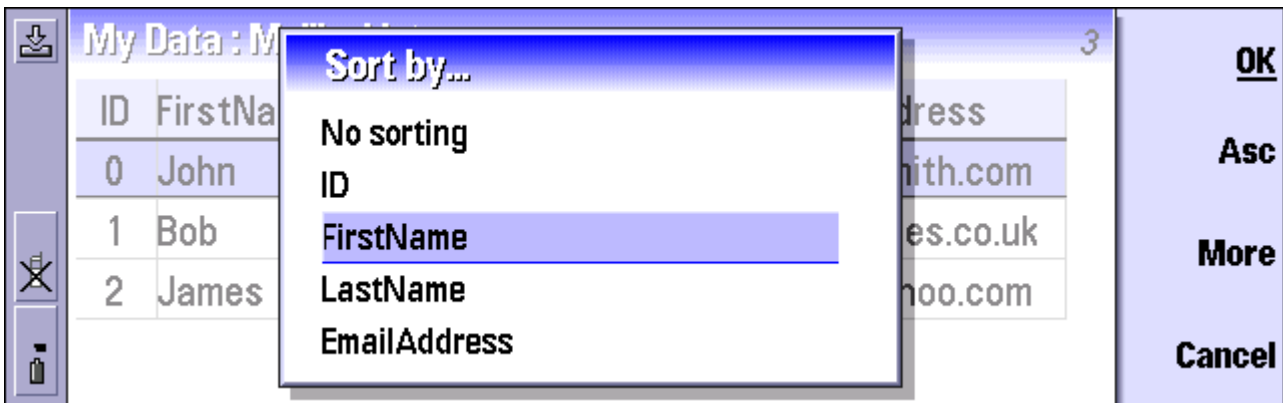 My Data : M
3
Sort by...
ID FirstNa dress
No sorting
0 John ith.com
ID
1 Bob es.co.uk
FirstName
2 James hoo.com
LastName
EmailAddress
OK
Asc
More
Cancel